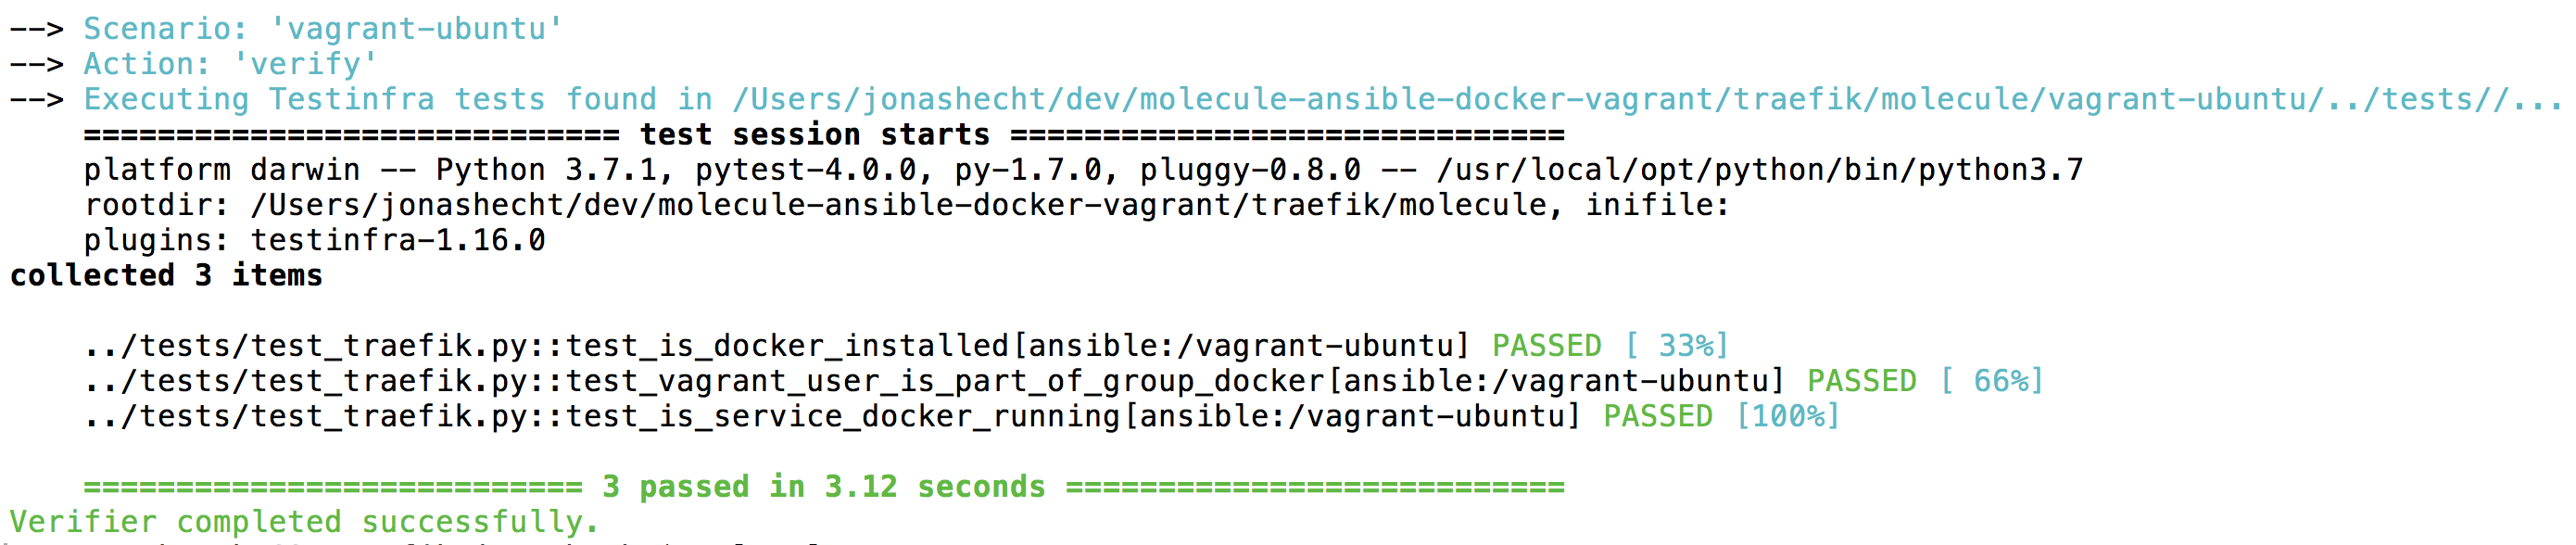 --> Scenario: 'vagrant-ubuntu'
--> Action: 'verify'
--> Executing Testinfra tests found in /Users/jonashecht/dev/molecule-ansible-docker-vagrant/traefik/molecule/vagrant-ubuntu/../tests//...
============================= test session starts ==============================
platform darwin -- Python 3.7.1, pytest-4.0.0, py-1.7.0, pluggy-0.8.0 -- /usr/local/opt/python/bin/python3.7
rootdir: /Users/jonashecht/dev/molecule-ansible-docker-vagrant/traefik/molecule, inifile:
plugins: testinfra-1.16.0
collected 3 items
../tests/test_traefik.py::test_is_docker_installed[ansible:/vagrant-ubuntu] PASSED [ 33%]
../tests/test_traefik.py::test_vagrant_user_is_part_of_group_docker[ansible:/vagrant-ubuntu] PASSED [ 66%]
../tests/test_traefik.py::test_is_service_docker_running[ansible:/vagrant-ubuntu] PASSED [100%]
=========================== 3 passed in 3.12 seconds ===========================
Verifier completed successfully.